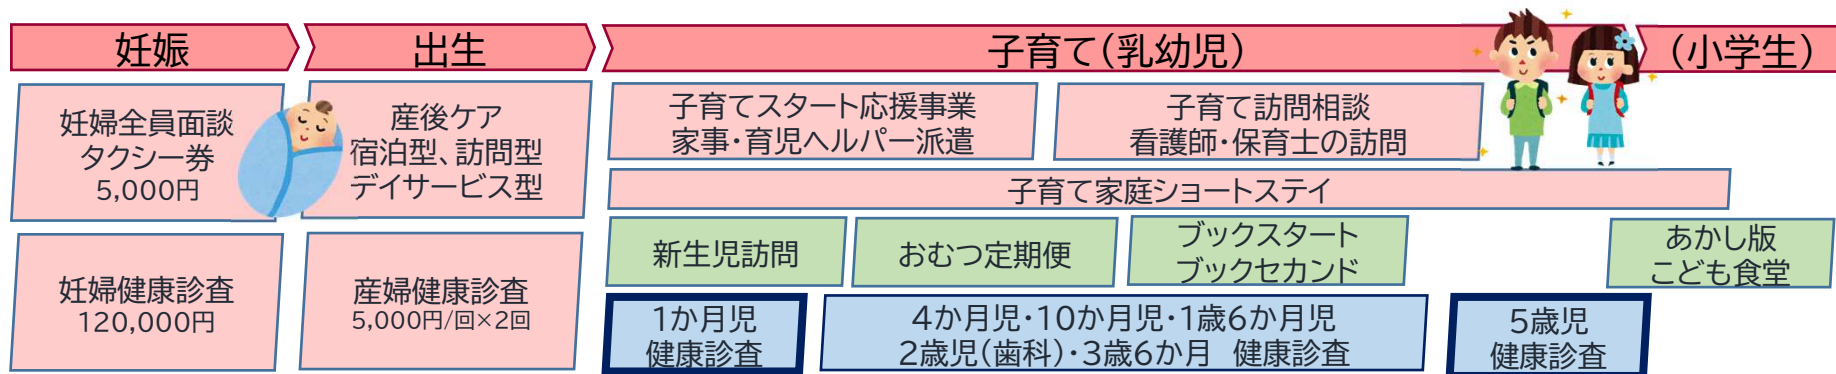 妊娠
出生
子育て(乳幼児)
(小学生)
妊婦全員面談
タクシー券
5,000円
産後ケア
宿泊型、訪問型
デイサービス型
子育てスタート応援事業
家事・育児ヘルパー派遣
子育て訪問相談
看護師・保育士の訪問
子育て家庭ショートステイ
新生児訪問
おむつ定期便
ブックスタート
ブックセカンド
あかし版
こども食堂
妊婦健康診査
120,000円
産婦健康診査
5,000円/回×2回
1か月児
健康診査
4か月児・10か月児・1歳6か月児
2歳児(歯科)・3歳6か月 健康診査
5歳児
健康診査